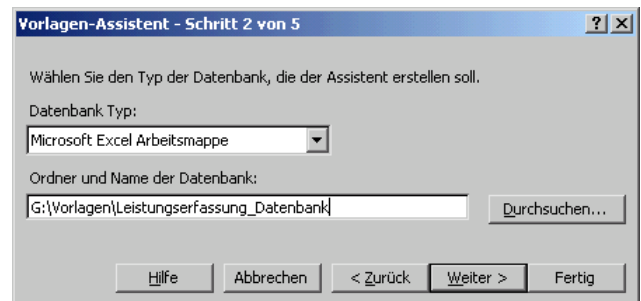 Vorlagen-Assistent - Schritt 2 von 5
Wählen Sie den Typ der Datenbank, die der Assistent erstellen soll.
Datenbank Typ:
Microsoft Excel Arbeitsmappe
Ordner und Name der Datenbank:
G:\Vorlagen\Leistungserfassung_Datenbank
Durchsuchen...
Hilfe Abbrechen < Zurück Weiter > Fertig